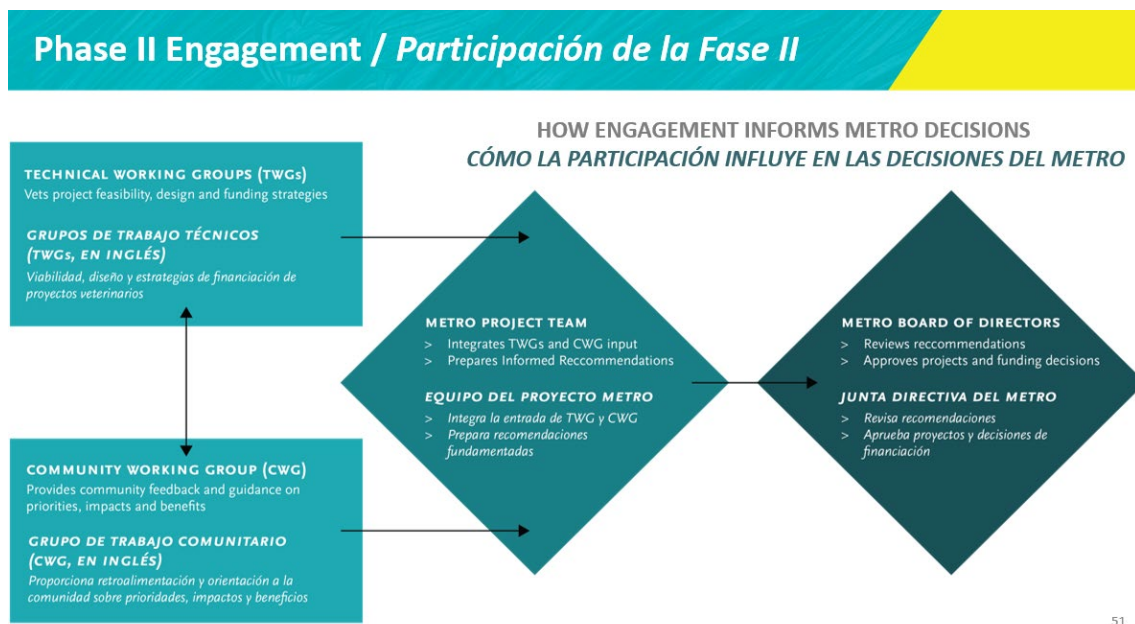 Phase II Engagement / Participación de la Fase II
HOW ENGAGEMENT INFORMS METRO DECISIONS
CÓMO LA PARTICIPACIÓN INFLUYE EN LAS DECISIONES DEL METRO
TECHNICAL WORKING GROUPS (TWGs)
Vets project feasibility, design and funding strategies
GRUPOS DE TRABAJO TÉCNICOS
(TWGs, EN INGLÉS)
Viabilidad, diseño y estrategias de financiación de
proyectos veterinarios
COMMUNITY WORKING GROUP (CWG)
Provides community feedback and guidance on
priorities, impacts and benefits
GRUPO DE TRABAJO COMUNITARIO
(CWG, EN INGLÉS)
Proporciona retroalimentación y orientación a la
comunidad sobre prioridades, impactos y beneficios
METRO PROJECT TEAM
> Integrates TWGs and CWG input
> Prepares Informed Reccommendations
EQUIPO DEL PROYECTO METRO
> Integra la entrada de TWG y CWG
> Prepara recomendaciones
fundamentadas
METRO BOARD OF DIRECTORS
> Reviews reccommendations
> Approves projects and funding decisions
JUNTA DIRECTIVA DEL METRO
> Revisa recomendaciones
> Aprueba proyectos y decisiones de
financiación
51